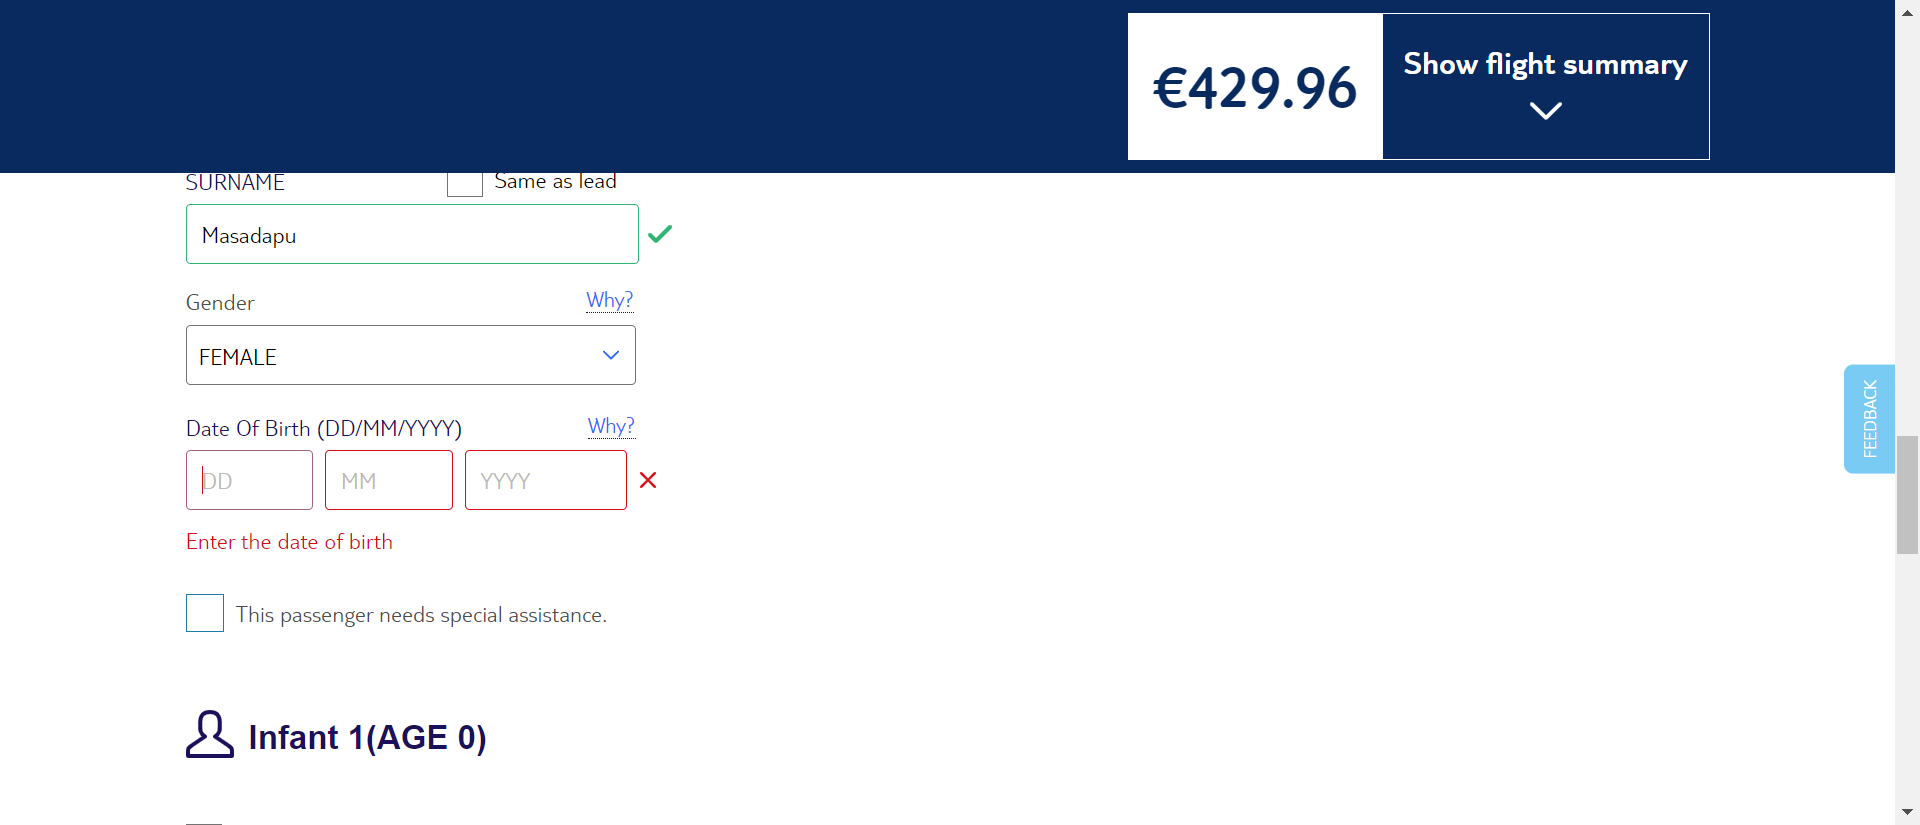 €429.96
Show flight summary
SURNAME
Same as lead
Masadapu
Gender
Why?
FEMALE
Date Of Birth (DD/MM/YYYY)
Why?
DD
MM
YYYY
Enter the date of birth
This passenger needs special assistance.
Infant 1(AGE 0)
FEEDBACK